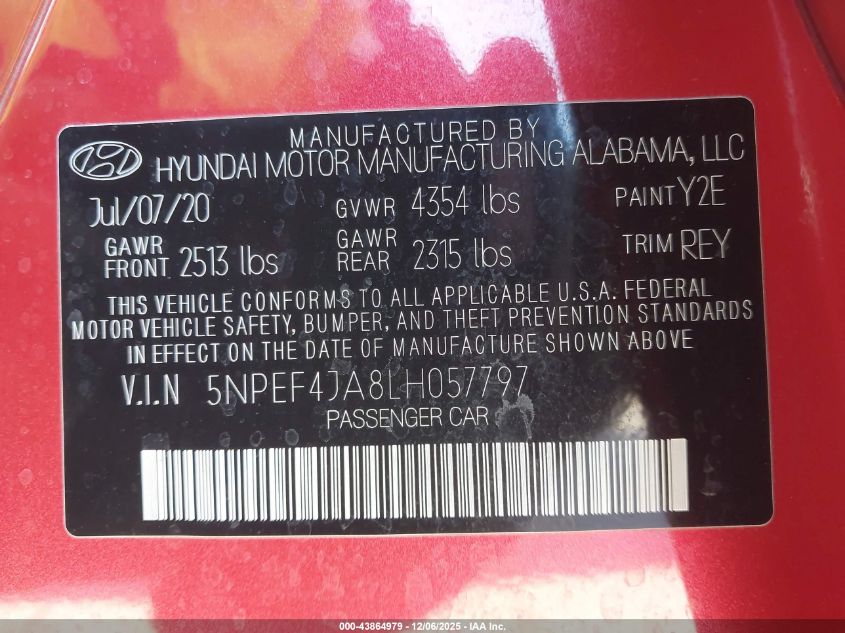 MANUFACTURED BY
HYUNDAI MOTOR MANUFACTURING ALABAMA, LLC
Jul/07/20 GVWR 4354 lbs PAINT Y2E
GAWR FRONT 2513 lbs GAWR REAR 2315 lbs TRIM REY
THIS VEHICLE CONFORMS TO ALL APPLICABLE U.S.A. FEDERAL
MOTOR VEHICLE SAFETY, BUMPER, AND THEFT PREVENTION STANDARDS
IN EFFECT ON THE DATE OF MANUFACTURE SHOWN ABOVE
V.I.N 5NPEF4JA8LH057797
PASSENGER CAR
000-43864979 - 12/06/2025 - IAA Inc.